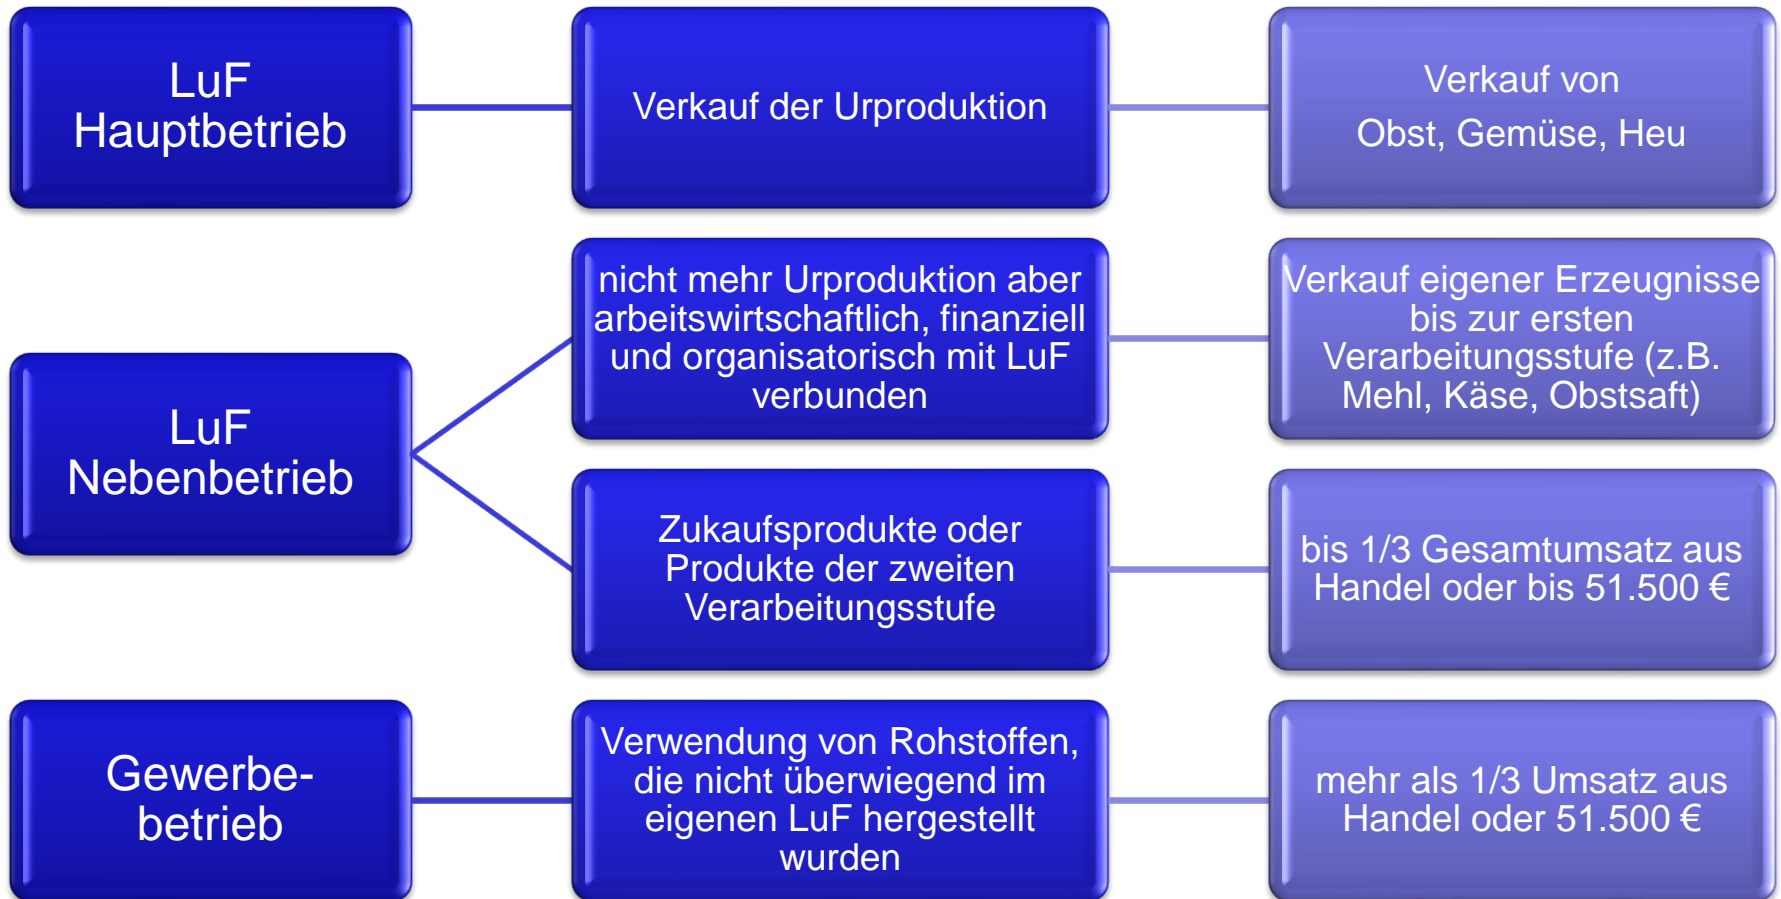 LuF
Hauptbetrieb
Verkauf der Urproduktion
Verkauf von
Obst, Gemüse, Heu
LuF
Nebenbetrieb
nicht mehr Urproduktion aber
arbeitswirtschaftlich, finanziell
und organisatorisch mit LuF
verbunden
Verkauf eigener Erzeugnisse
bis zur ersten
Verarbeitungsstufe (z.B.
Mehl, Käse, Obstsaft)
Zukaufsprodukte oder
Produkte der zweiten
Verarbeitungsstufe
bis 1/3 Gesamtumsatz aus
Handel oder bis 51.500 €
Gewerbe-
betrieb
Verwendung von Rohstoffen,
die nicht überwiegend im
eigenen LuF hergestellt
wurden
mehr als 1/3 Umsatz aus
Handel oder 51.500 €